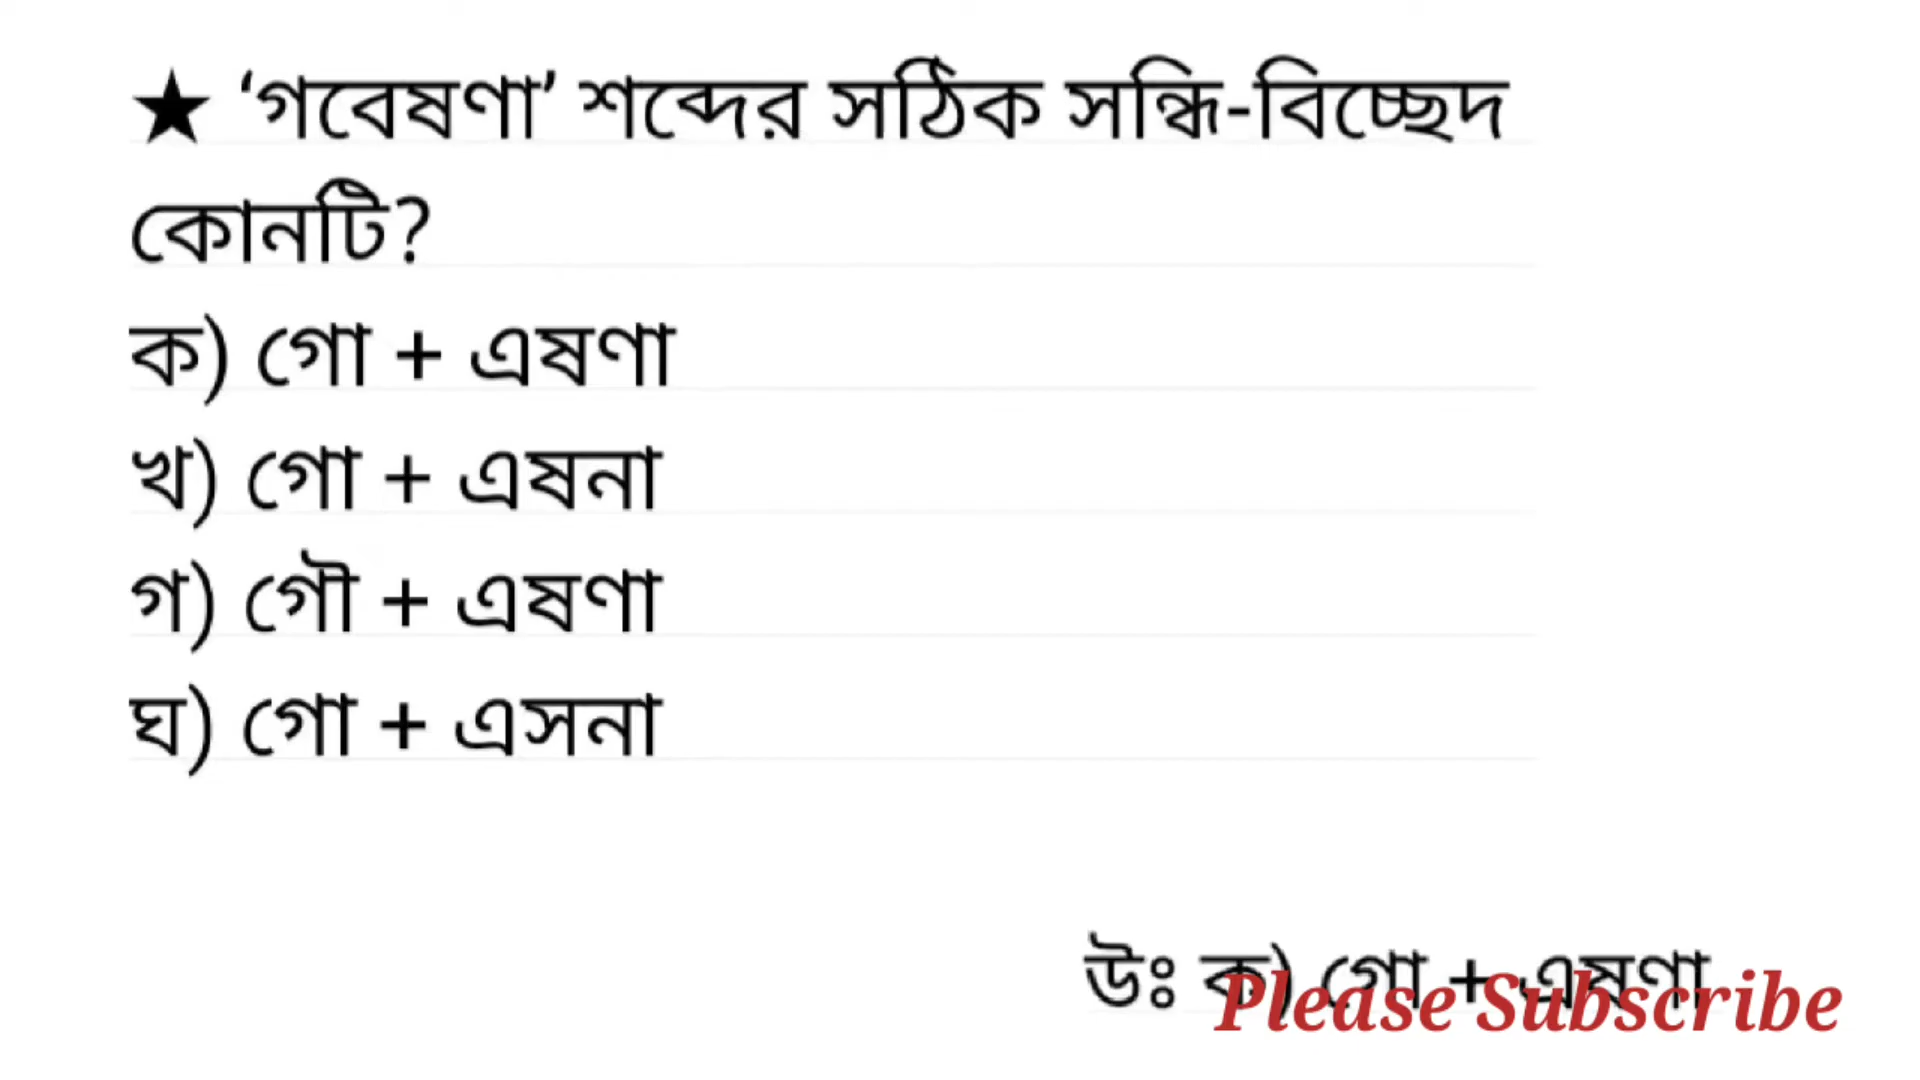 ★ ‘গবেষণা’ শব্দের সঠিক সন্ধি-বিচ্ছেদ
কোনটি?
ক) গো + এষণা
খ) গো + এষনা
গ) গৌ + এষণা
ঘ) গো + এসনা
উঃ ক) গো + এষণা
Please Subscribe